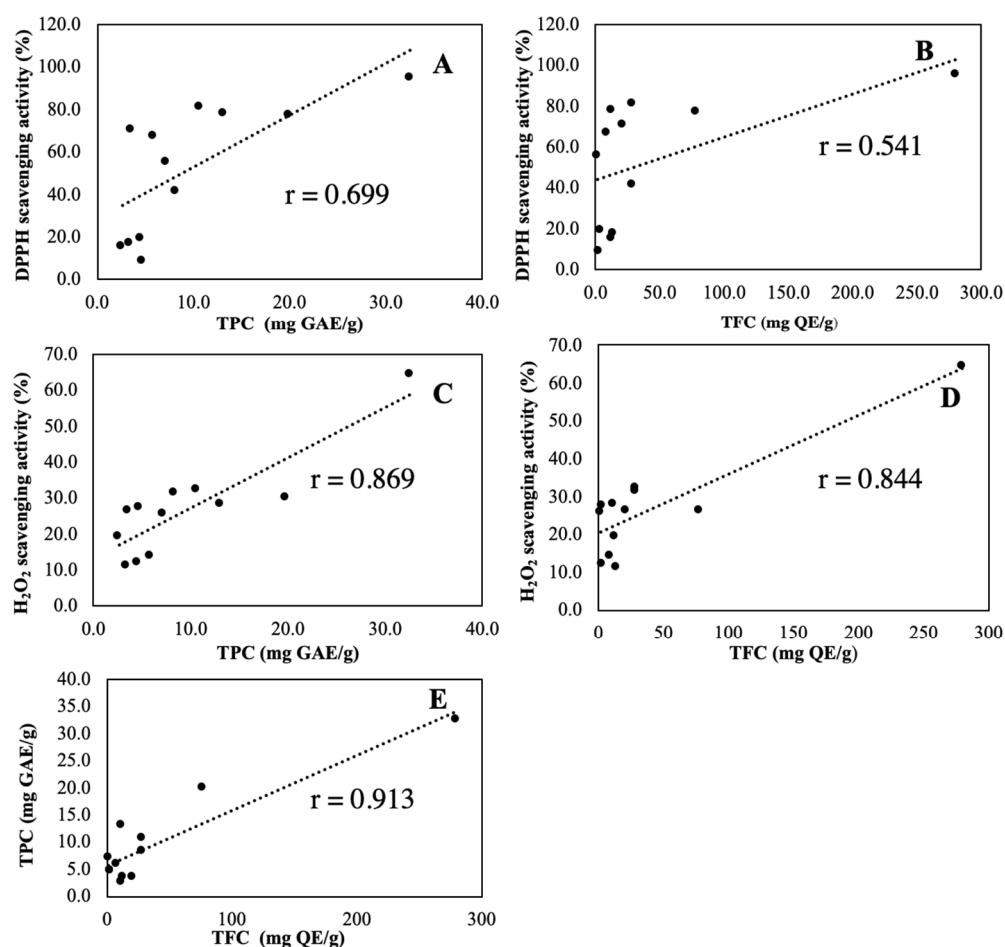 120.0
100.0
80.0
60.0
40.0
20.0
0.0
DPPH scavenging activity (%)
A
r = 0.699
0.0 10.0 20.0 30.0 40.0
TPC (mg GAE/g)
120.0
100.0
80.0
60.0
40.0
20.0
0.0
DPPH scavenging activity (%)
B
r = 0.541
0.0 50.0 100.0 150.0 200.0 250.0 300.0
TFC (mg QE/g)
70.0
60.0
50.0
40.0
30.0
20.0
10.0
0.0
H₂O₂ scavenging activity (%)
C
r = 0.869
0.0 10.0 20.0 30.0 40.0
TPC (mg GAE/g)
70.0
60.0
50.0
40.0
30.0
20.0
10.0
0.0
H₂O₂ scavenging activity (%)
D
r = 0.844
0 50 100 150 200 250 300
TFC (mg QE/g)
40.0
35.0
30.0
25.0
20.0
15.0
10.0
5.0
0.0
TPC (mg GAE/g)
E
r = 0.913
0 100 200 300
TFC (mg QE/g)